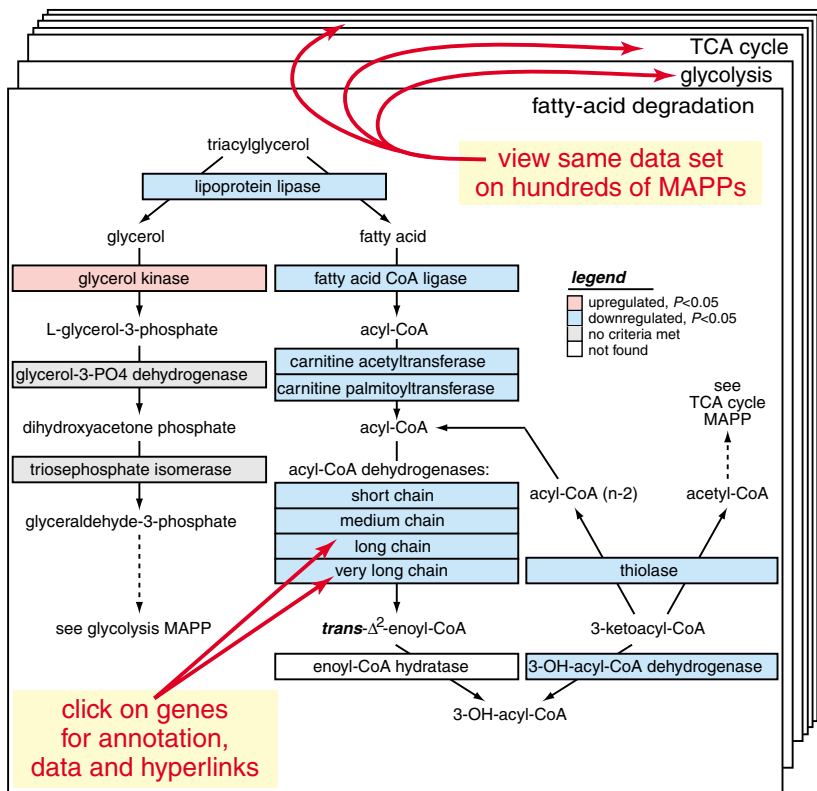 TCA cycle
glycolysis
fatty-acid degradation
view same data set
on hundreds of MAPPs
triacylglycerol
lipoprotein lipase
glycerol
fatty acid
glycerol kinase
fatty acid CoA ligase
legend
upregulated, P<0.05
downregulated, P<0.05
no criteria met
not found
L-glycerol-3-phosphate
acyl-CoA
glycerol-3-PO4 dehydrogenase
carnitine acetyltransferase
carnitine palmitoyltransferase
see
TCA cycle
MAPP
dihydroxyacetone phosphate
acyl-CoA
triosephosphate isomerase
acyl-CoA dehydrogenases:
short chain
medium chain
long chain
very long chain
acyl-CoA (n-2)
acetyl-CoA
glyceraldehyde-3-phosphate
thiolase
see glycolysis MAPP
trans-Δ²-enoyl-CoA
3-ketoacyl-CoA
enoyl-CoA hydratase
3-OH-acyl-CoA dehydrogenase
3-OH-acyl-CoA
click on genes
for annotation,
data and hyperlinks